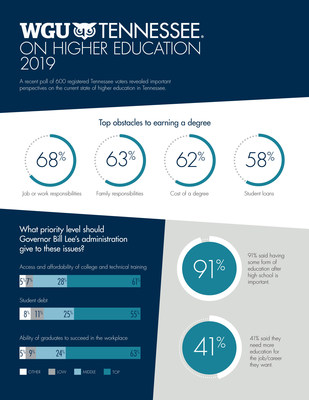 WGU TENNESSEE®
ON HIGHER EDUCATION
2019
A recent poll of 600 registered Tennessee voters revealed important
perspectives on the current state of higher education in Tennessee.
Top obstacles to earning a degree
68%
63%
62%
58%
Job or work responsibilities
Family responsibilities
Cost of a degree
Student loans
What priority level should
Governor Bill Lee's administration
give to these issues?
Access and affordability of college and technical training
5% 7% 28% 61%
Student debt
8% 11% 25% 55%
Ability of graduates to succeed in the workplace
5% 9% 24% 63%
OTHER LOW MIDDLE TOP
91%
91% said having
some form of
education after
high school is
important.
41%
41% said they
need more
education for
the job/career
they want.